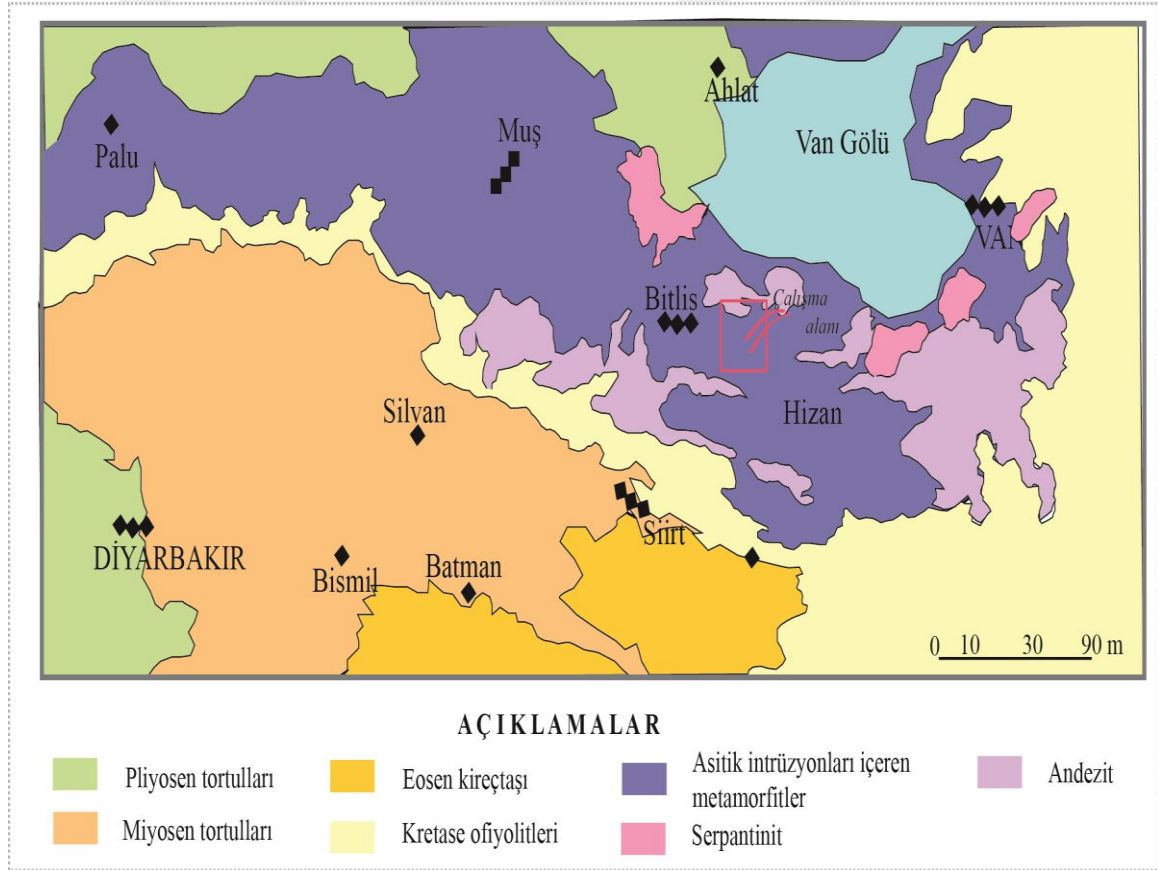 Ahlat
Muş
Van Gölü
Palu
VAN
Bitlis
Çalışma
alanı
Silvan
Hizan
Siirt
DİYARBAKIR
Bismil
Batman
0 10 30 90 m
AÇIKLAMALAR
Pliyosen tortulları
Eosen kireçtaşı
Asitik intrüzyonları içeren
metamorfitler
Andezit
Miyosen tortulları
Kretase ofiyolitleri
Serpantinit